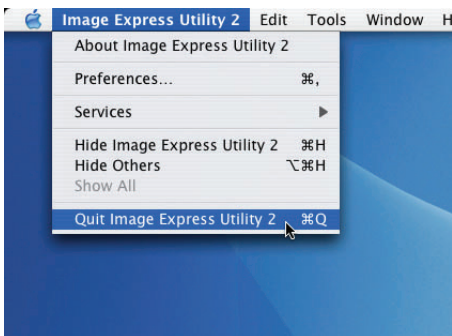 Image Express Utility 2 Edit Tools Window H
About Image Express Utility 2
Preferences... ⌘,
Services ▶
Hide Image Express Utility 2 ⌘H
Hide Others ⌥⌘H
Show All
Quit Image Express Utility 2 ⌘Q